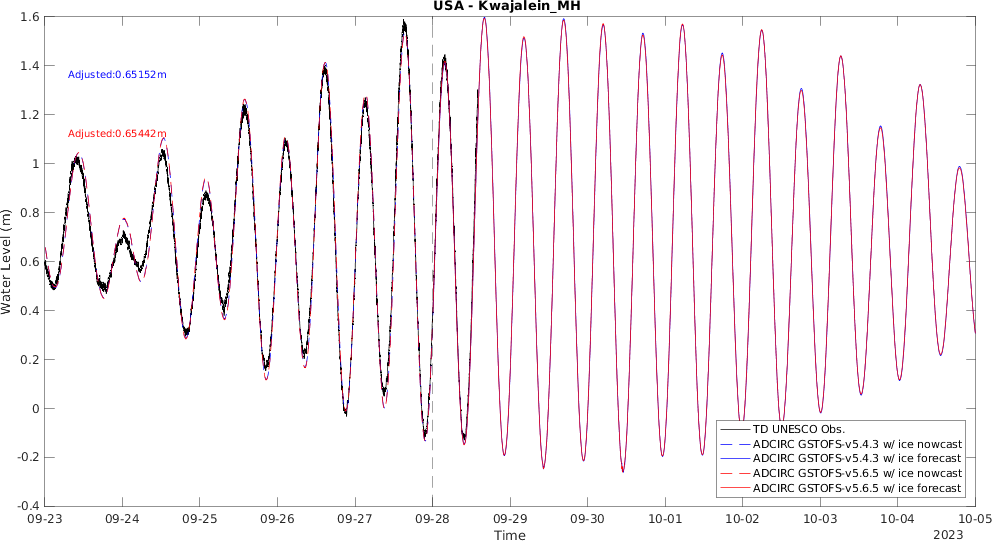 USA - Kwajalein_MH
1.6
1.4
1.2
1
0.8
0.6
0.4
0.2
0
-0.2
-0.4
Water Level (m)
Adjusted:0.65152m
Adjusted:0.65442m
TD UNESCO Obs.
ADCIRC GSTOFS-v5.4.3 w/ ice nowcast
ADCIRC GSTOFS-v5.4.3 w/ ice forecast
ADCIRC GSTOFS-v5.6.5 w/ ice nowcast
ADCIRC GSTOFS-v5.6.5 w/ ice forecast
09-23 09-24 09-25 09-26 09-27 09-28 09-29 09-30 10-01 10-02 10-03 10-04 10-05
Time
2023